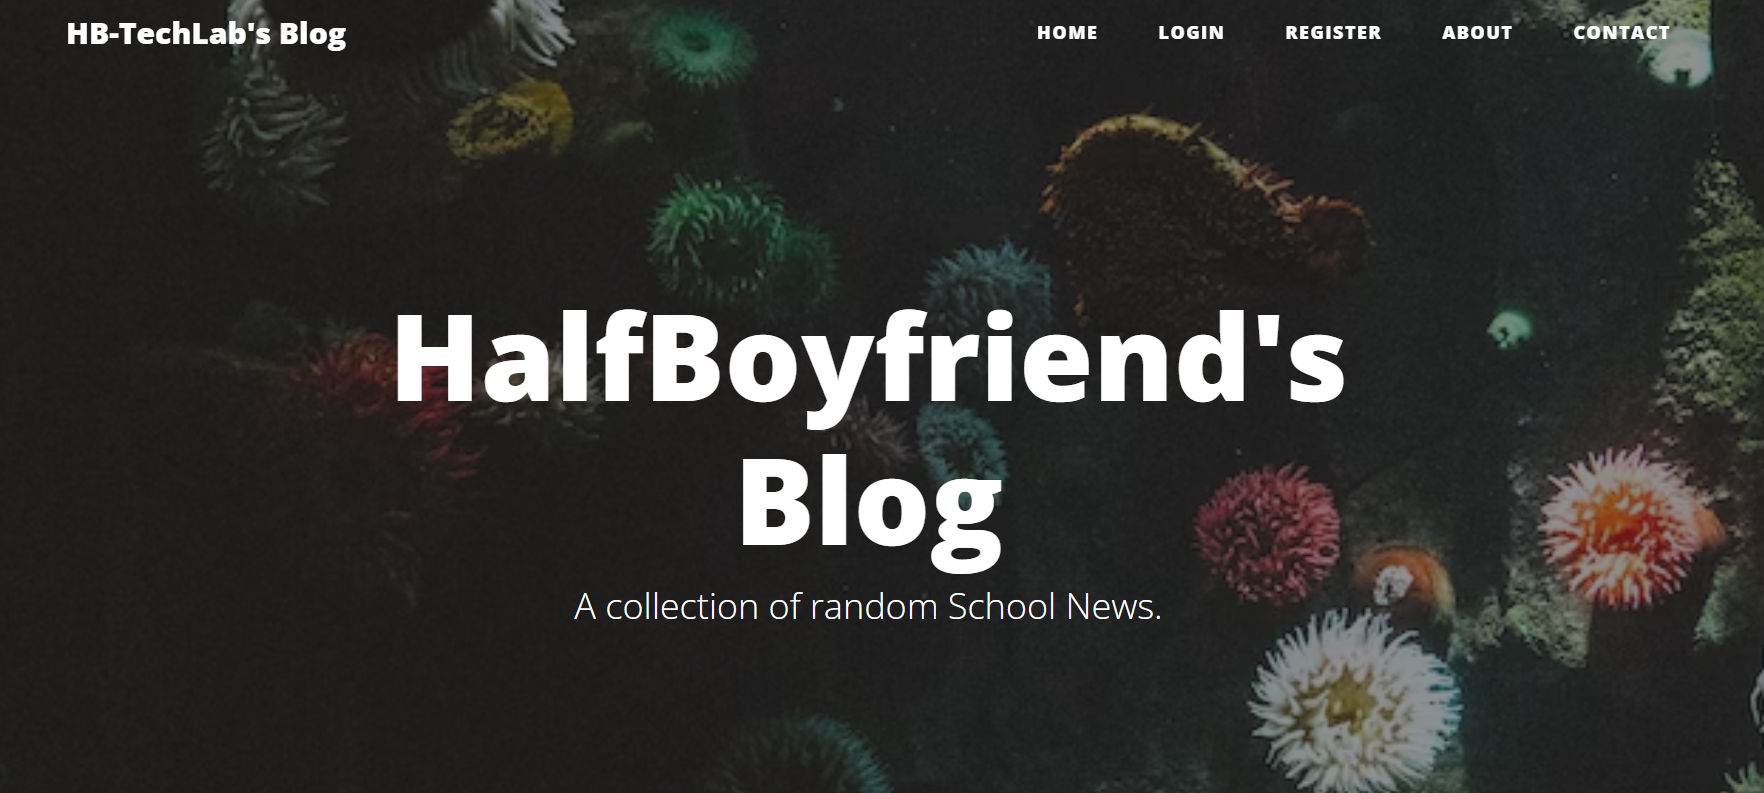 HB-TechLab's Blog
HOME LOGIN REGISTER ABOUT CONTACT
HalfBoyfriend's
Blog
A collection of random School News.